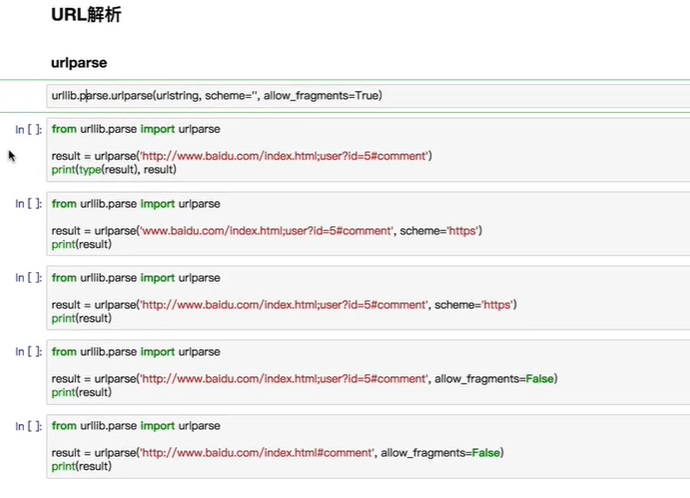 URL解析
urlparse
urllib.parse.urlparse(urlstring, scheme='', allow_fragments=True)
In [ ]: from urllib.parse import urlparse
result = urlparse('http://www.baidu.com/index.html;user?id=5#comment')
print(type(result), result)
In [ ]: from urllib.parse import urlparse
result = urlparse('www.baidu.com/index.html;user?id=5#comment', scheme='https')
print(result)
In [ ]: from urllib.parse import urlparse
result = urlparse('http://www.baidu.com/index.html;user?id=5#comment', scheme='https')
print(result)
In [ ]: from urllib.parse import urlparse
result = urlparse('http://www.baidu.com/index.html;user?id=5#comment', allow_fragments=False)
print(result)
In [ ]: from urllib.parse import urlparse
result = urlparse('http://www.baidu.com/index.html#comment', allow_fragments=False)
print(result)